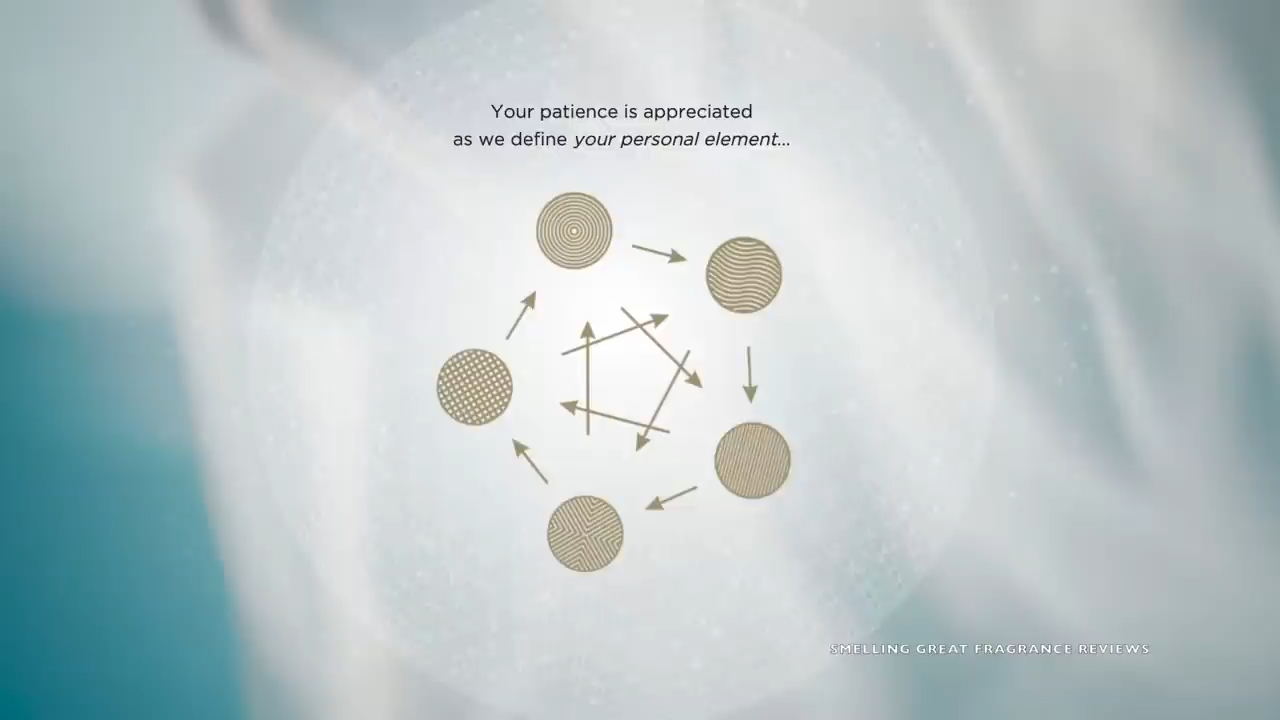 Your patience is appreciated
as we define your personal element...
SMELLING GREAT FRAGRANCE REVIEWS